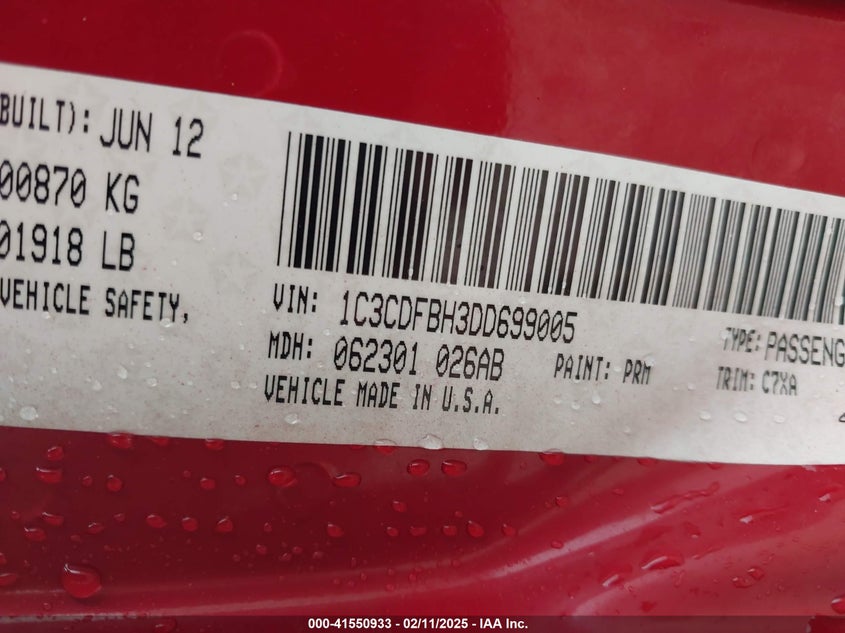 BUILT): JUN 12
00870 KG
01918 LB
VEHICLE SAFETY,
VIN: 1C3CDFBH3DD699005
MDH: 062301 026AB
PAINT: PRM
VEHICLE MADE IN U.S.A.
TYPE: PASSENG
TRIM: C7XA
000-41550933 - 02/11/2025 - IAA Inc.